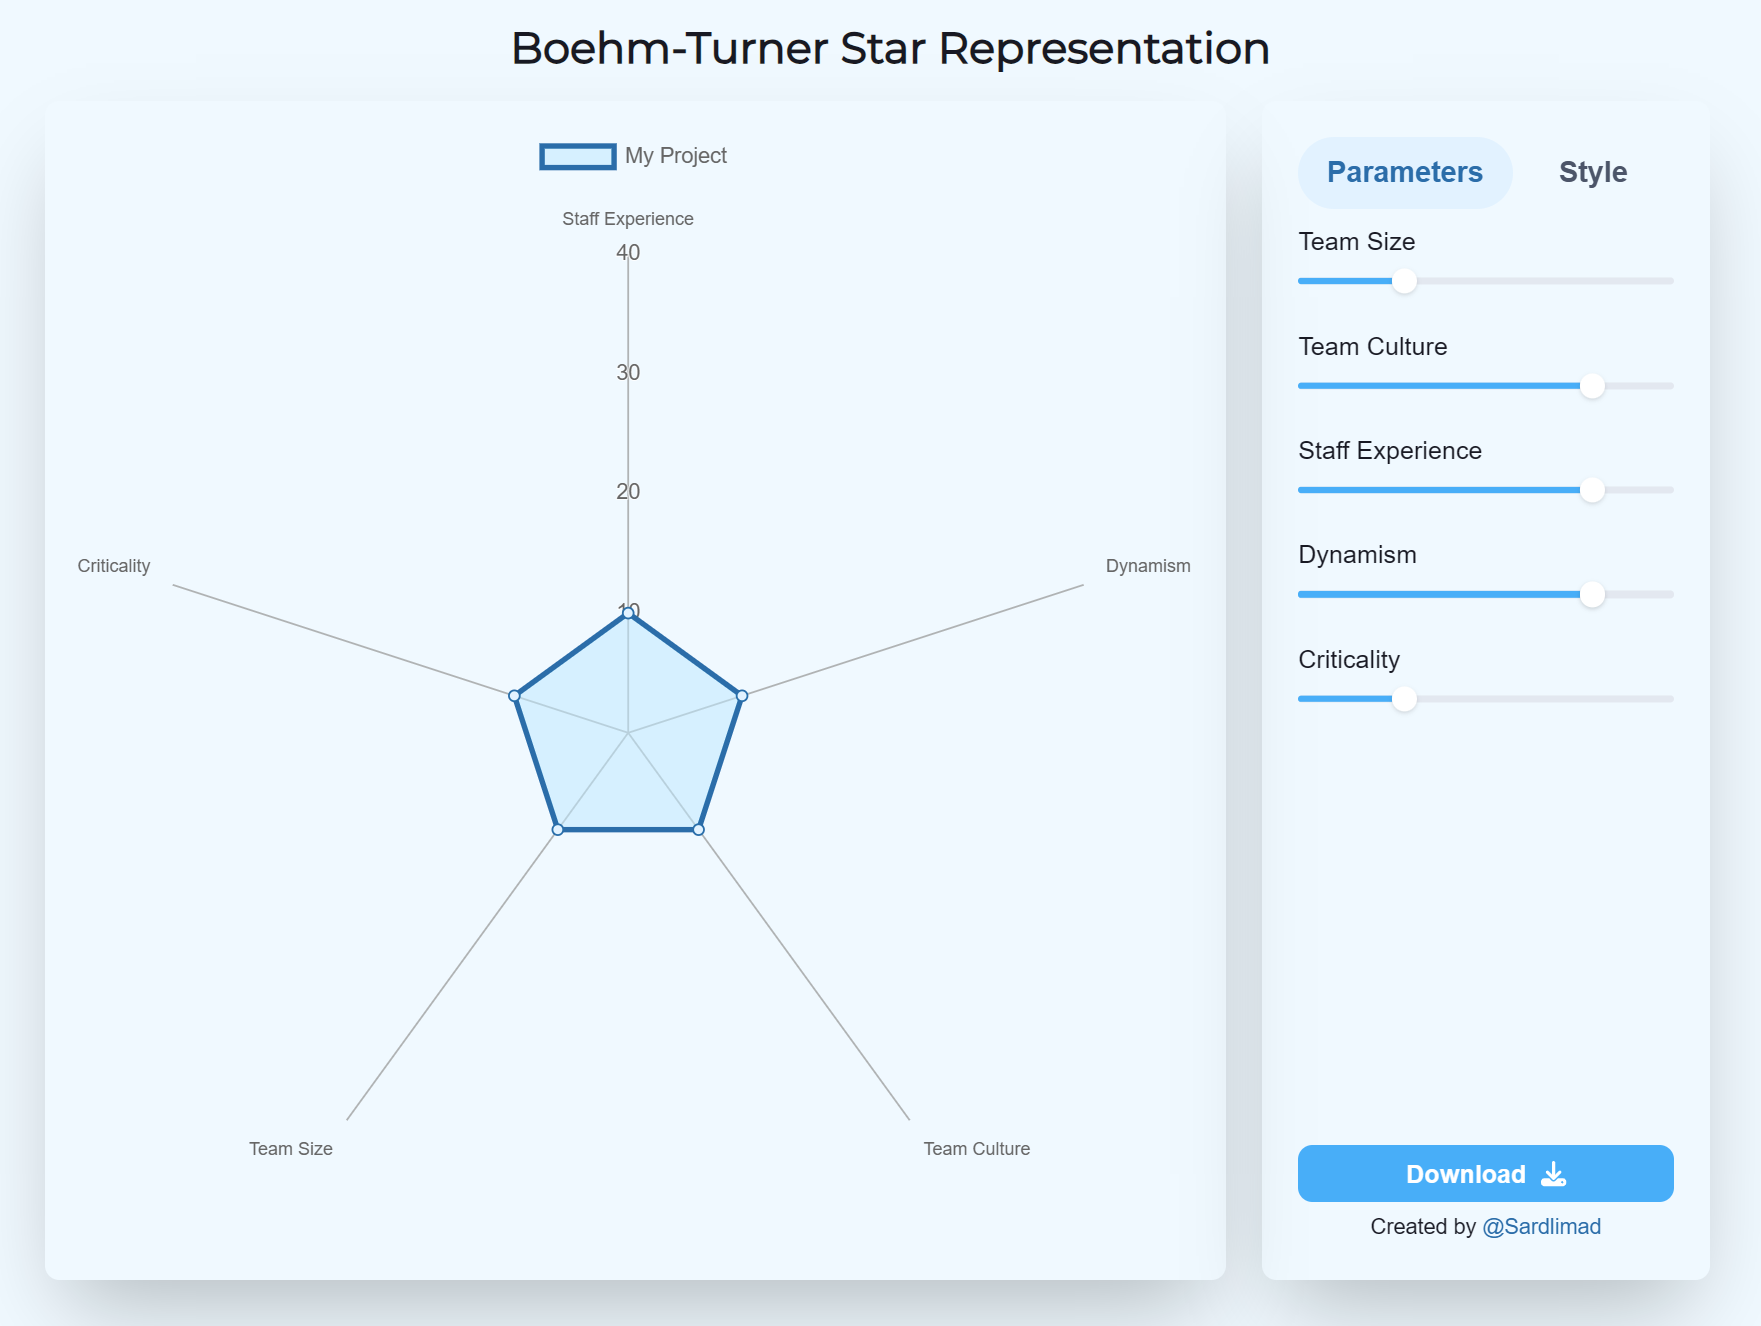 Boehm-Turner Star Representation
My Project
Staff Experience
40
30
20
10
Criticality
Dynamism
Team Size
Team Culture
Parameters
Style
Team Size
Team Culture
Staff Experience
Dynamism
Criticality
Download
Created by @Sardlimad